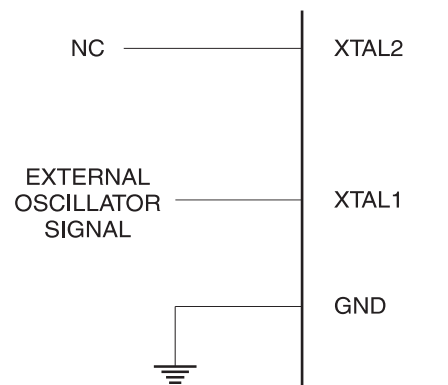 NC
XTAL2
EXTERNAL
OSCILLATOR
SIGNAL
XTAL1
GND